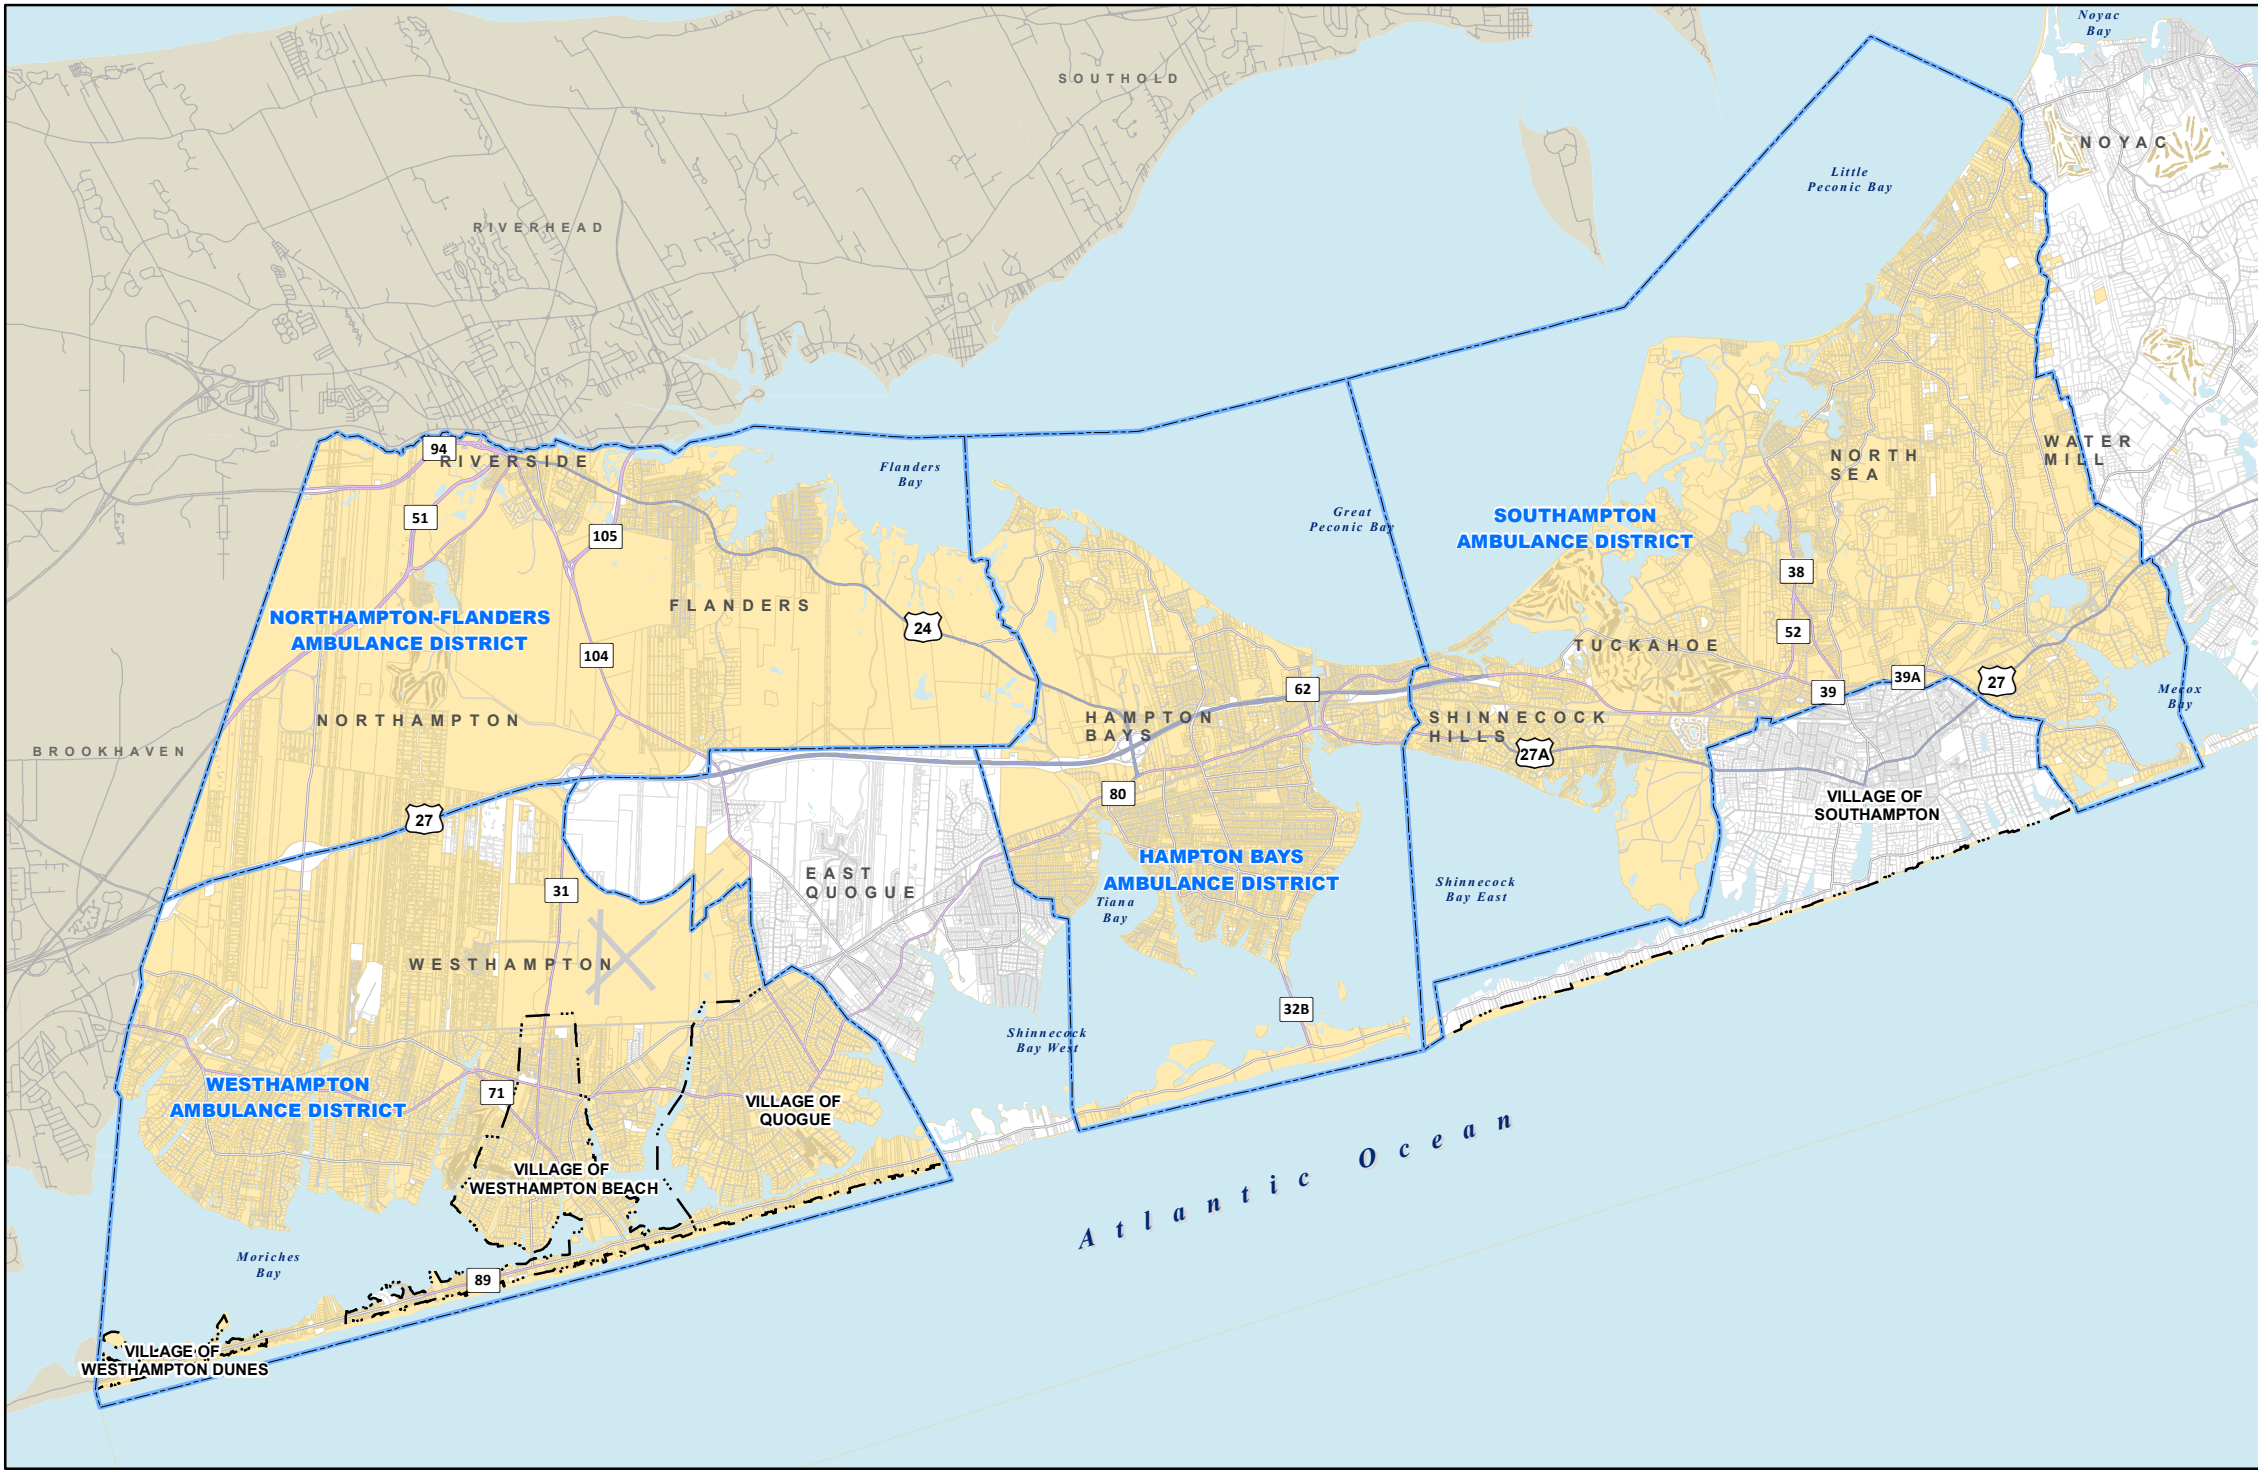 Noyac
Bay
SOUTHOLD
NOYAC
Little
Peconic Bay
RIVERHEAD
94
RIVERSIDE
Flanders
Bay
WATER
MILL
NORTH
SEA
51
105
Great
Peconic Bay
SOUTHAMPTON
AMBULANCE DISTRICT
38
NORTHAMPTON-FLANDERS
AMBULANCE DISTRICT
FLANDERS
24
52
104
TUCKAHOE
39A
27
62
39
Mecox
Bay
NORTHAMPTON
HAMPTON
BAYS
SHINNECOCK
HILLS
27A
BROOKHAVEN
80
VILLAGE OF
SOUTHAMPTON
27
HAMPTON BAYS
AMBULANCE DISTRICT
31
EAST
QUOGUE
Shinnecock
Bay East
Tiana
Bay
WESTHAMPTON
32B
Shinnecock
Bay West
WESTHAMPTON
AMBULANCE DISTRICT
71
VILLAGE OF
QUOGUE
Atlantic Ocean
VILLAGE OF
WESTHAMPTON BEACH
Moriches
Bay
89
VILLAGE OF
WESTHAMPTON DUNES